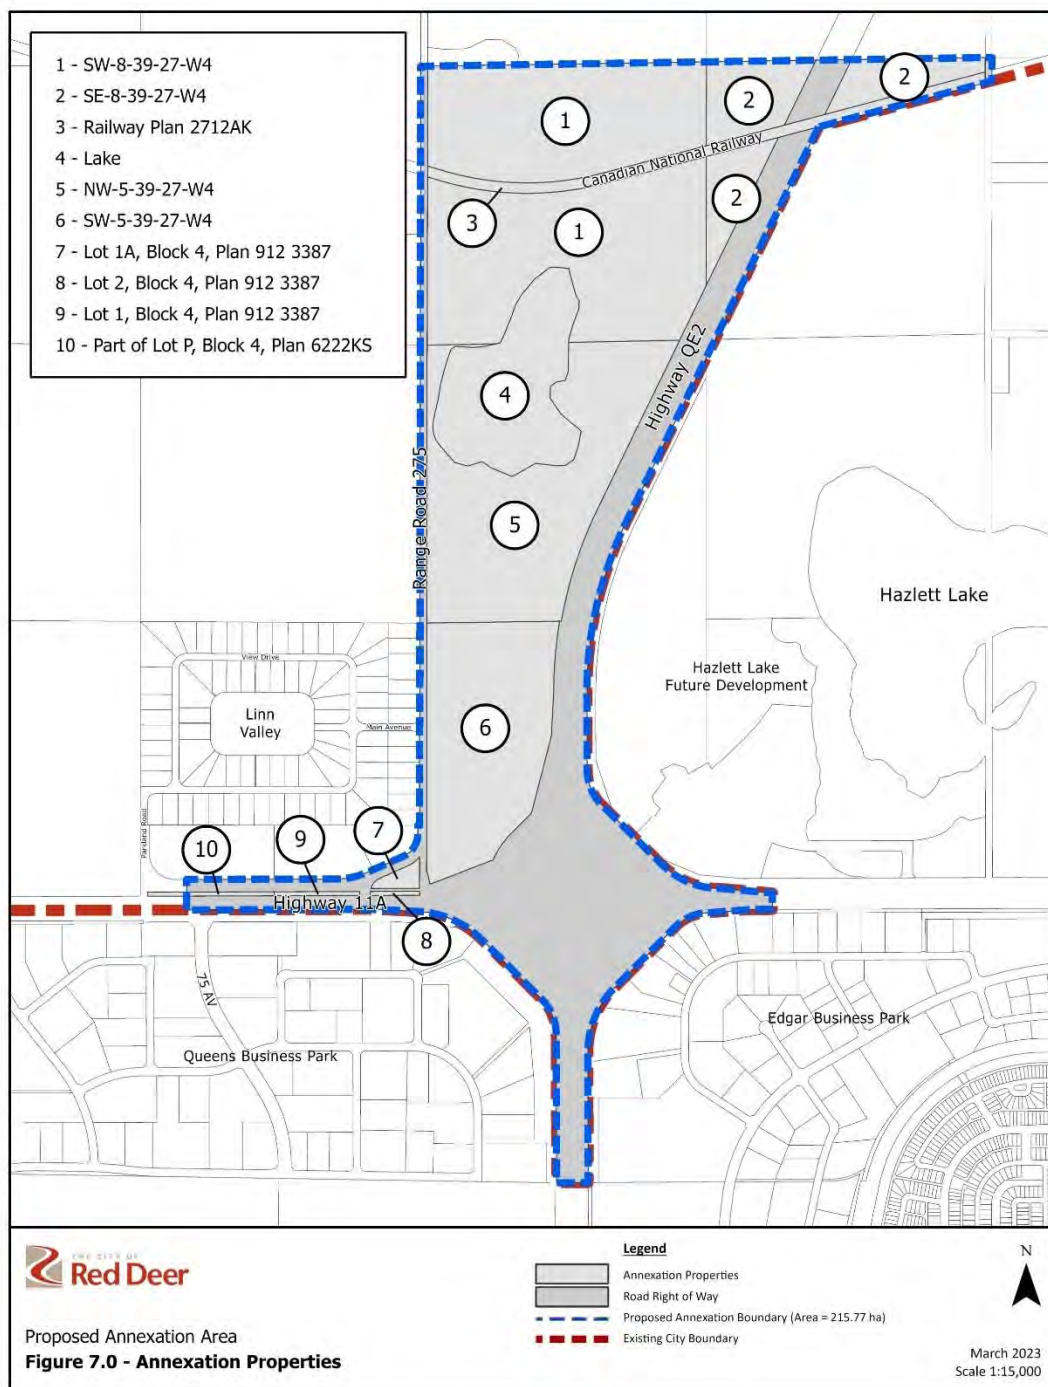 1 - SW-8-39-27-W4
2 - SE-8-39-27-W4
3 - Railway Plan 2712AK
4 - Lake
5 - NW-5-39-27-W4
6 - SW-5-39-27-W4
7 - Lot 1A, Block 4, Plan 912 3387
8 - Lot 2, Block 4, Plan 912 3387
9 - Lot 1, Block 4, Plan 912 3387
10 - Part of Lot P, Block 4, Plan 6222KS
2
2
1
Canadian National Railway
2
3
1
Highway QE2
4
Range Road 275
5
Hazlett Lake
View Drive
Hazlett Lake
Future Development
Linn
Valley
Main Avenue
6
Parkland Road
7
9
10
Highway 11A
8
75 AV
Edgar Business Park
Queens Business Park
THE CITY OF
Red Deer
Proposed Annexation Area
Figure 7.0 - Annexation Properties
Legend
Annexation Properties
Road Right of Way
Proposed Annexation Boundary (Area = 215.77 ha)
Existing City Boundary
N
March 2023
Scale 1:15,000